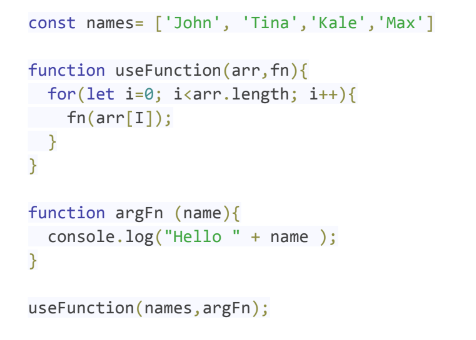 const names= ['John', 'Tina','Kale','Max']
function useFunction(arr,fn){
for(let i=0; i<arr.length; i++){
fn(arr[I]);
}
}
function argFn (name){
console.log("Hello " + name );
}
useFunction(names,argFn);